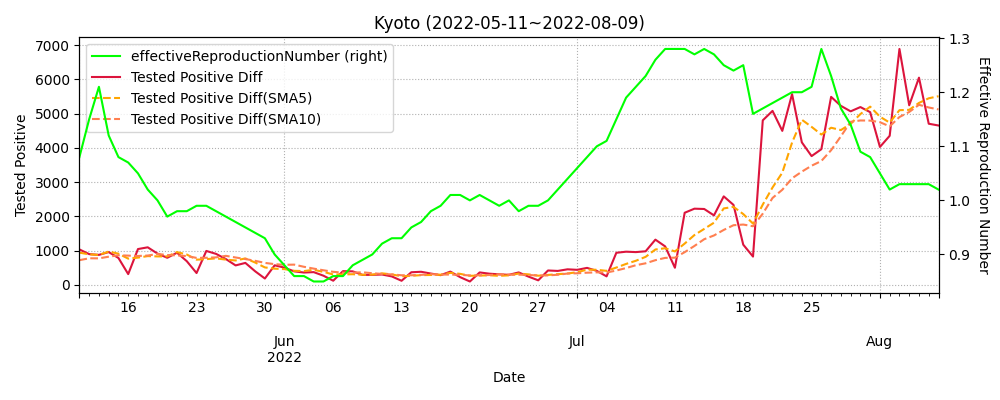 Kyoto (2022-05-11~2022-08-09)
effectiveReproductionNumber (right)
Tested Positive Diff
Tested Positive Diff(SMA5)
Tested Positive Diff(SMA10)
Tested Positive
7000
6000
5000
4000
3000
2000
1000
0
1.3
1.2
1.1
1.0
0.9
Effective Reproduction Number
16 23 30 06 13 20 27 04 11 18 25
Jun Jul Aug
2022
Date